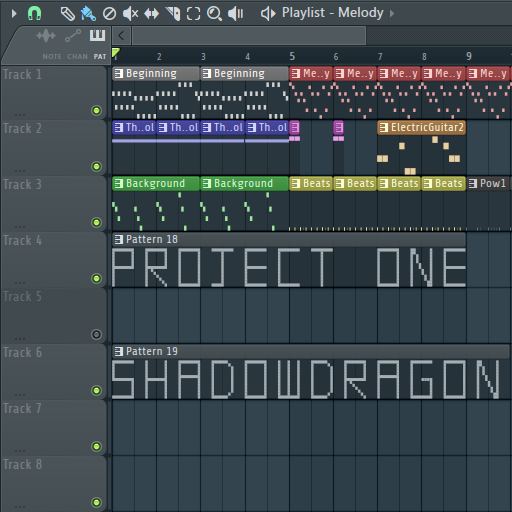 Playlist - Melody
NOTE CHAN PAT
1 2 3 4 5 6 7 8 9
Track 1 Beginning Beginning Me..y Me..y Me..y Me..y Me..y
Track 2 Th..ol Th..ol Th..ol Th..ol ElectricGuitar2
Track 3 Background Background Beats Beats Beats Beats Pow1
Track 4 Pattern 18
PROJECT ONE
Track 5
Track 6 Pattern 19
SHADOWDRAGON
Track 7
Track 8